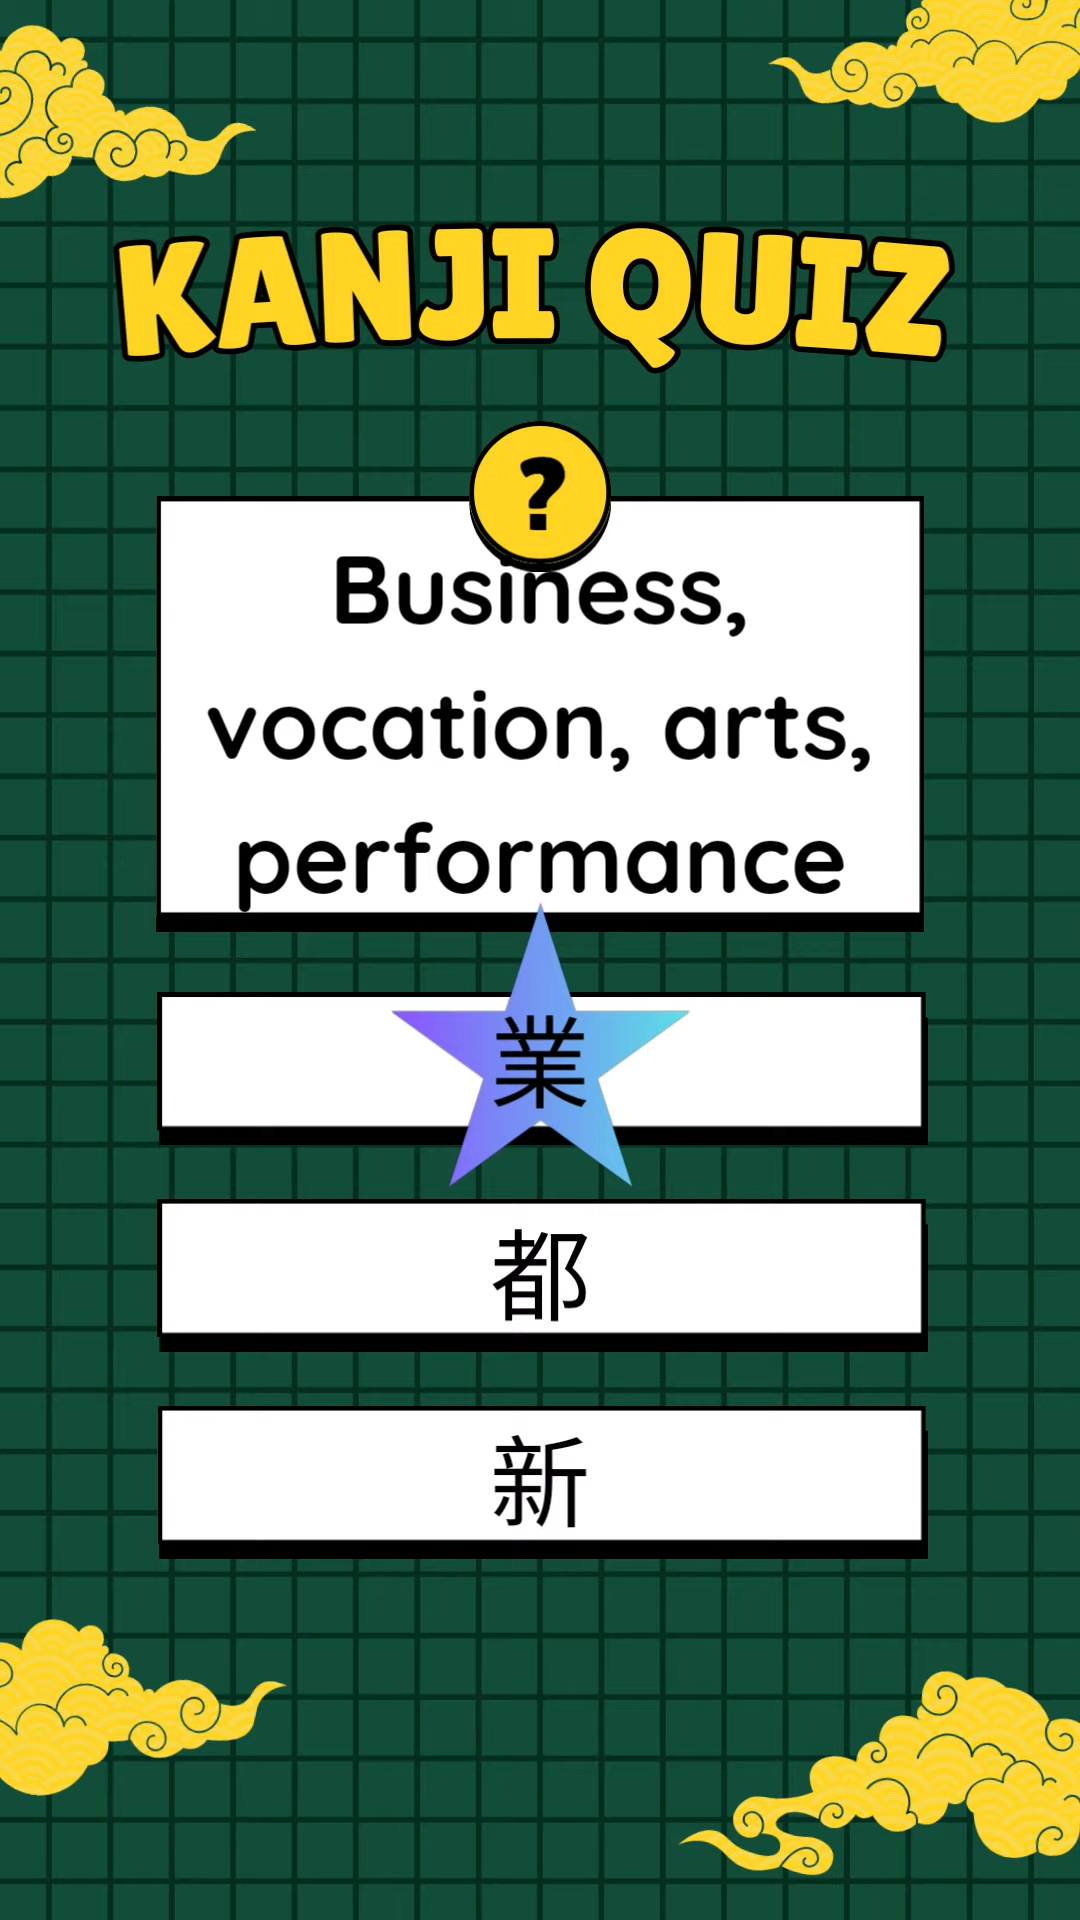 KANJI QUIZ
?
Business,
vocation, arts,
performance
業
都
新